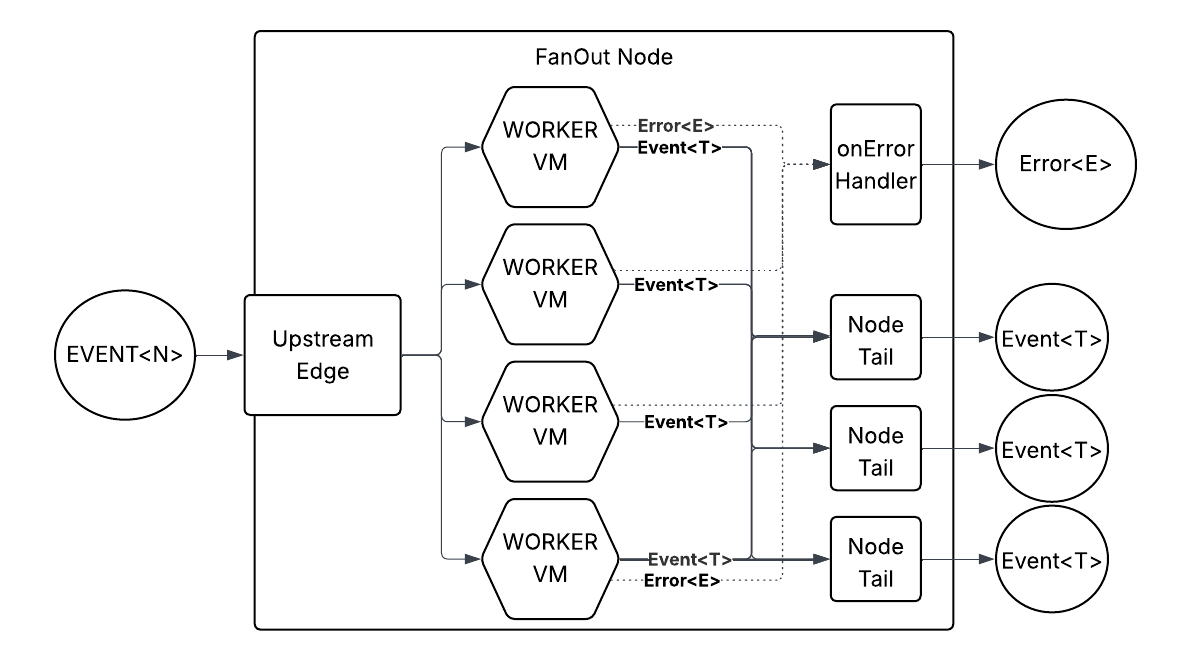 FanOut Node
WORKER
VM
Error<E>
Event<T>
onError
Handler
Error<E>
WORKER
VM
Event<T>
EVENT<N>
Upstream
Edge
Node
Tail
Event<T>
WORKER
VM
Event<T>
Node
Tail
Event<T>
WORKER
VM
Event<T>
Error<E>
Node
Tail
Event<T>